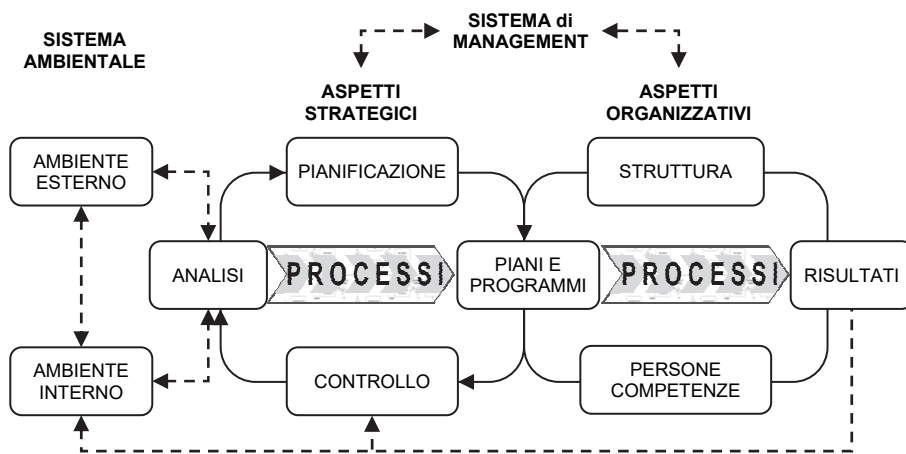 SISTEMA di
MANAGEMENT
SISTEMA
AMBIENTALE
ASPETTI
STRATEGICI
ASPETTI
ORGANIZZATIVI
AMBIENTE
ESTERNO
PIANIFICAZIONE
STRUTTURA
ANALISI
PROCESSI
PIANI E
PROGRAMMI
PROCESSI
RISULTATI
AMBIENTE
INTERNO
CONTROLLO
PERSONE
COMPETENZE